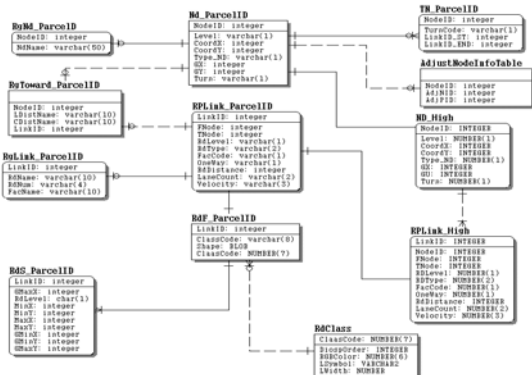 RgNd_ParcelD
NodeID: integer
NdName: varchar(50)
Nd_ParcelID
NodeID: integer
Level: varchar(1)
CoordX: integer
CoordY: integer
Type_ND: varchar(1)
GX: integer
GY: integer
Turn: varchar(1)
TN_ParcelID
NodeID: integer
TurnCode: varchar(1)
LinkID_ST: integer
LinkID_END: integer
AdjustNodeInfoTable
NodeID: integer
AdjNID: integer
AdjPID: integer
RgToward_ParcelID
NodeID: integer
LDistName: varchar(10)
CDistName: varchar(10)
LinkID: integer
RPLink_ParcelID
LinkID: integer
FNode: integer
TNode: integer
RdLevel: varchar(1)
RdType: varchar(2)
FacCode: varchar(1)
OneWay: varchar(1)
RdDistance: integer
LaneCount: varchar(2)
Velocity: varchar(3)
ND_High
NodeID: INTEGER
Level: NUMBER(1)
CoordX: INTEGER
CoordY: INTEGER
Type_ND: NUMBER(1)
GX: INTEGER
GU: INTEGER
Turn: NUMBER(1)
RgLink_ParcelID
LinkID: integer
RdName: varchar(10)
RdNum: varchar(4)
FacName: varchar(10)
RdF_ParcelID
LinkID: integer
ClassCode: varchar(8)
Shape: BLOB
ClassCode: NUMBER(7)
RPLink_High
LinkID: INTEGER
NodeID: INTEGER
FNode: INTEGER
TNode: INTEGER
RDLevel: NUMBER(1)
RDType: NUMBER(2)
FacCode: NUMBER(1)
OneWay: NUMBER(1)
RdDistance: INTEGER
LaneCount: NUMBER(2)
Velocity: NUMBER(3)
RdS_ParcelID
LinkID: integer
GMaxX: integer
RdLevel: char(1)
MinX: integer
MinY: integer
MaxX: integer
MaxY: integer
GMinX: integer
GMinY: integer
GMaxY: integer
RdClass
ClassCode: NUMBER(7)
DispgOrder: INTEGER
BGRColor: NUMBER(6)
LSymbol: VARCHAR2
LWidth: NUMBER